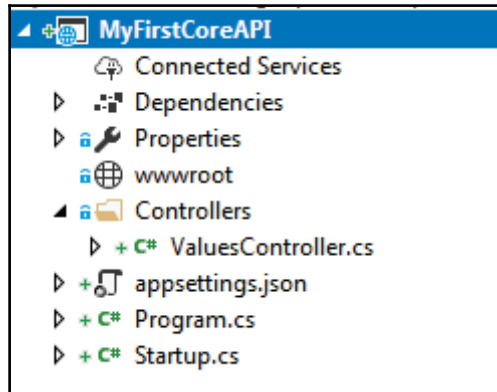 MyFirstCoreAPI
Connected Services
Dependencies
Properties
wwwroot
Controllers
C# ValuesController.cs
appsettings.json
C# Program.cs
C# Startup.cs